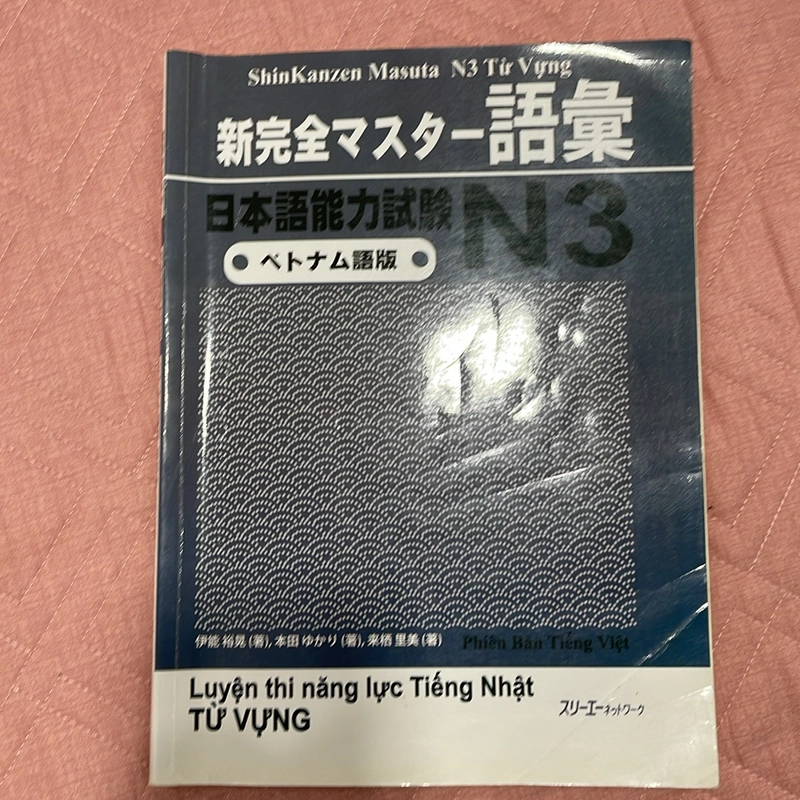 ShinKanzen Masuta N3 Từ Vựng
新完全マスター語彙
日本語能力試験 N3
ベトナム語版
伊能 裕晃 (著), 本田 ゆかり (著), 来栖 里美 (著)
Phiên Bản Tiếng Việt
Luyện thi năng lực Tiếng Nhật
TỪ VỰNG
スリーエーネットワーク